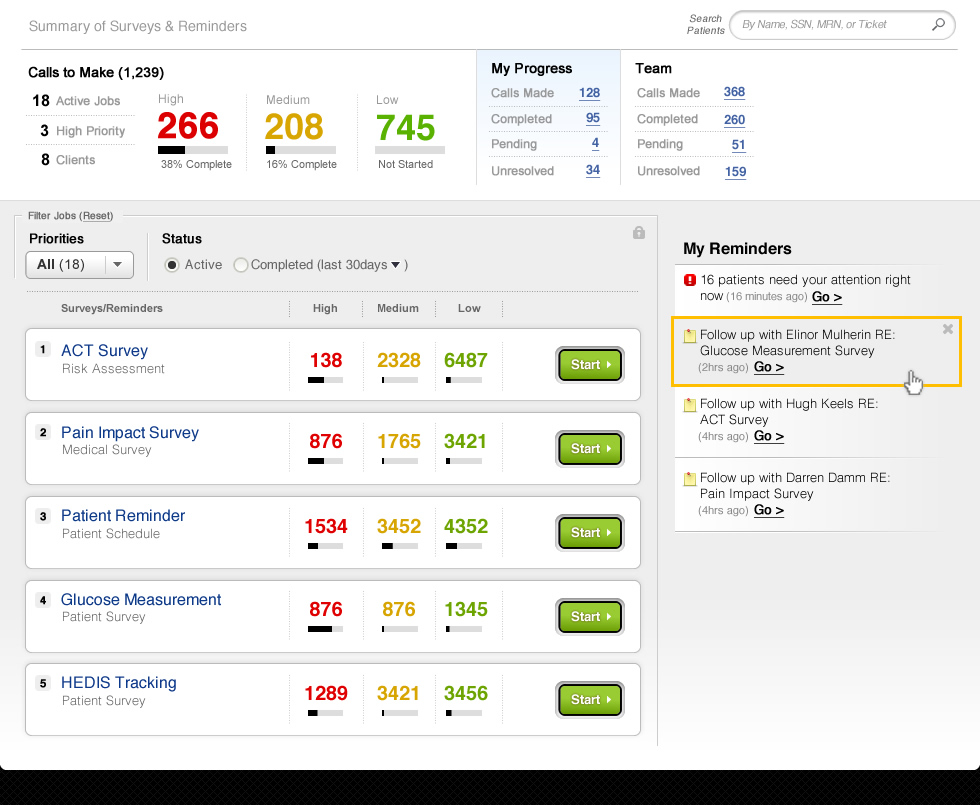 Summary of Surveys & Reminders
Search
Patients
By Name, SSN, MRN, or Ticket
Calls to Make (1,239)
18 Active Jobs
3 High Priority
8 Clients
High
266
38% Complete
Medium
208
16% Complete
Low
745
Not Started
My Progress
Calls Made 128
Completed 95
Pending 4
Unresolved 34
Team
Calls Made 368
Completed 260
Pending 51
Unresolved 159
Filter Jobs (Reset)
Priorities
All (18)
Status
Active
Completed (last 30days )
Surveys/Reminders High Medium Low
1 ACT Survey
Risk Assessment
138 2328 6487
Start
2 Pain Impact Survey
Medical Survey
876 1765 3421
Start
3 Patient Reminder
Patient Schedule
1534 3452 4352
Start
4 Glucose Measurement
Patient Survey
876 876 1345
Start
5 HEDIS Tracking
Patient Survey
1289 3421 3456
Start
My Reminders
16 patients need your attention right
now (16 minutes ago) Go >
Follow up with Elinor Mulherin RE:
Glucose Measurement Survey
(2hrs ago) Go >
Follow up with Hugh Keels RE:
ACT Survey
(4hrs ago) Go >
Follow up with Darren Damm RE:
Pain Impact Survey
(4hrs ago) Go >